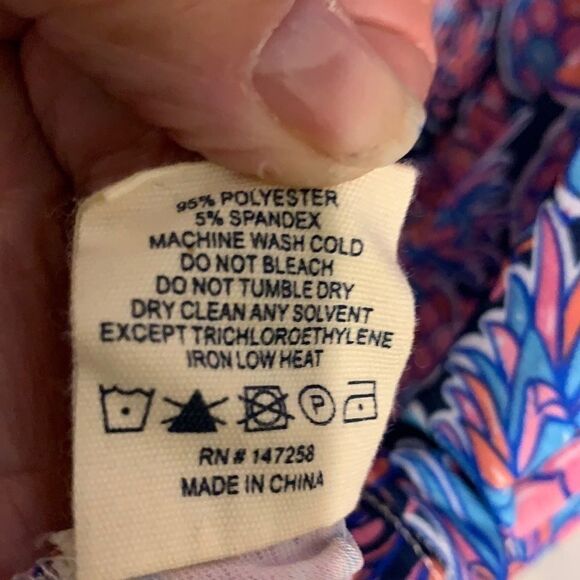 95% POLYESTER
5% SPANDEX
MACHINE WASH COLD
DO NOT BLEACH
DO NOT TUMBLE DRY
DRY CLEAN ANY SOLVENT
EXCEPT TRICHLOROETHYLENE
IRON LOW HEAT
P
RN # 147258
MADE IN CHINA